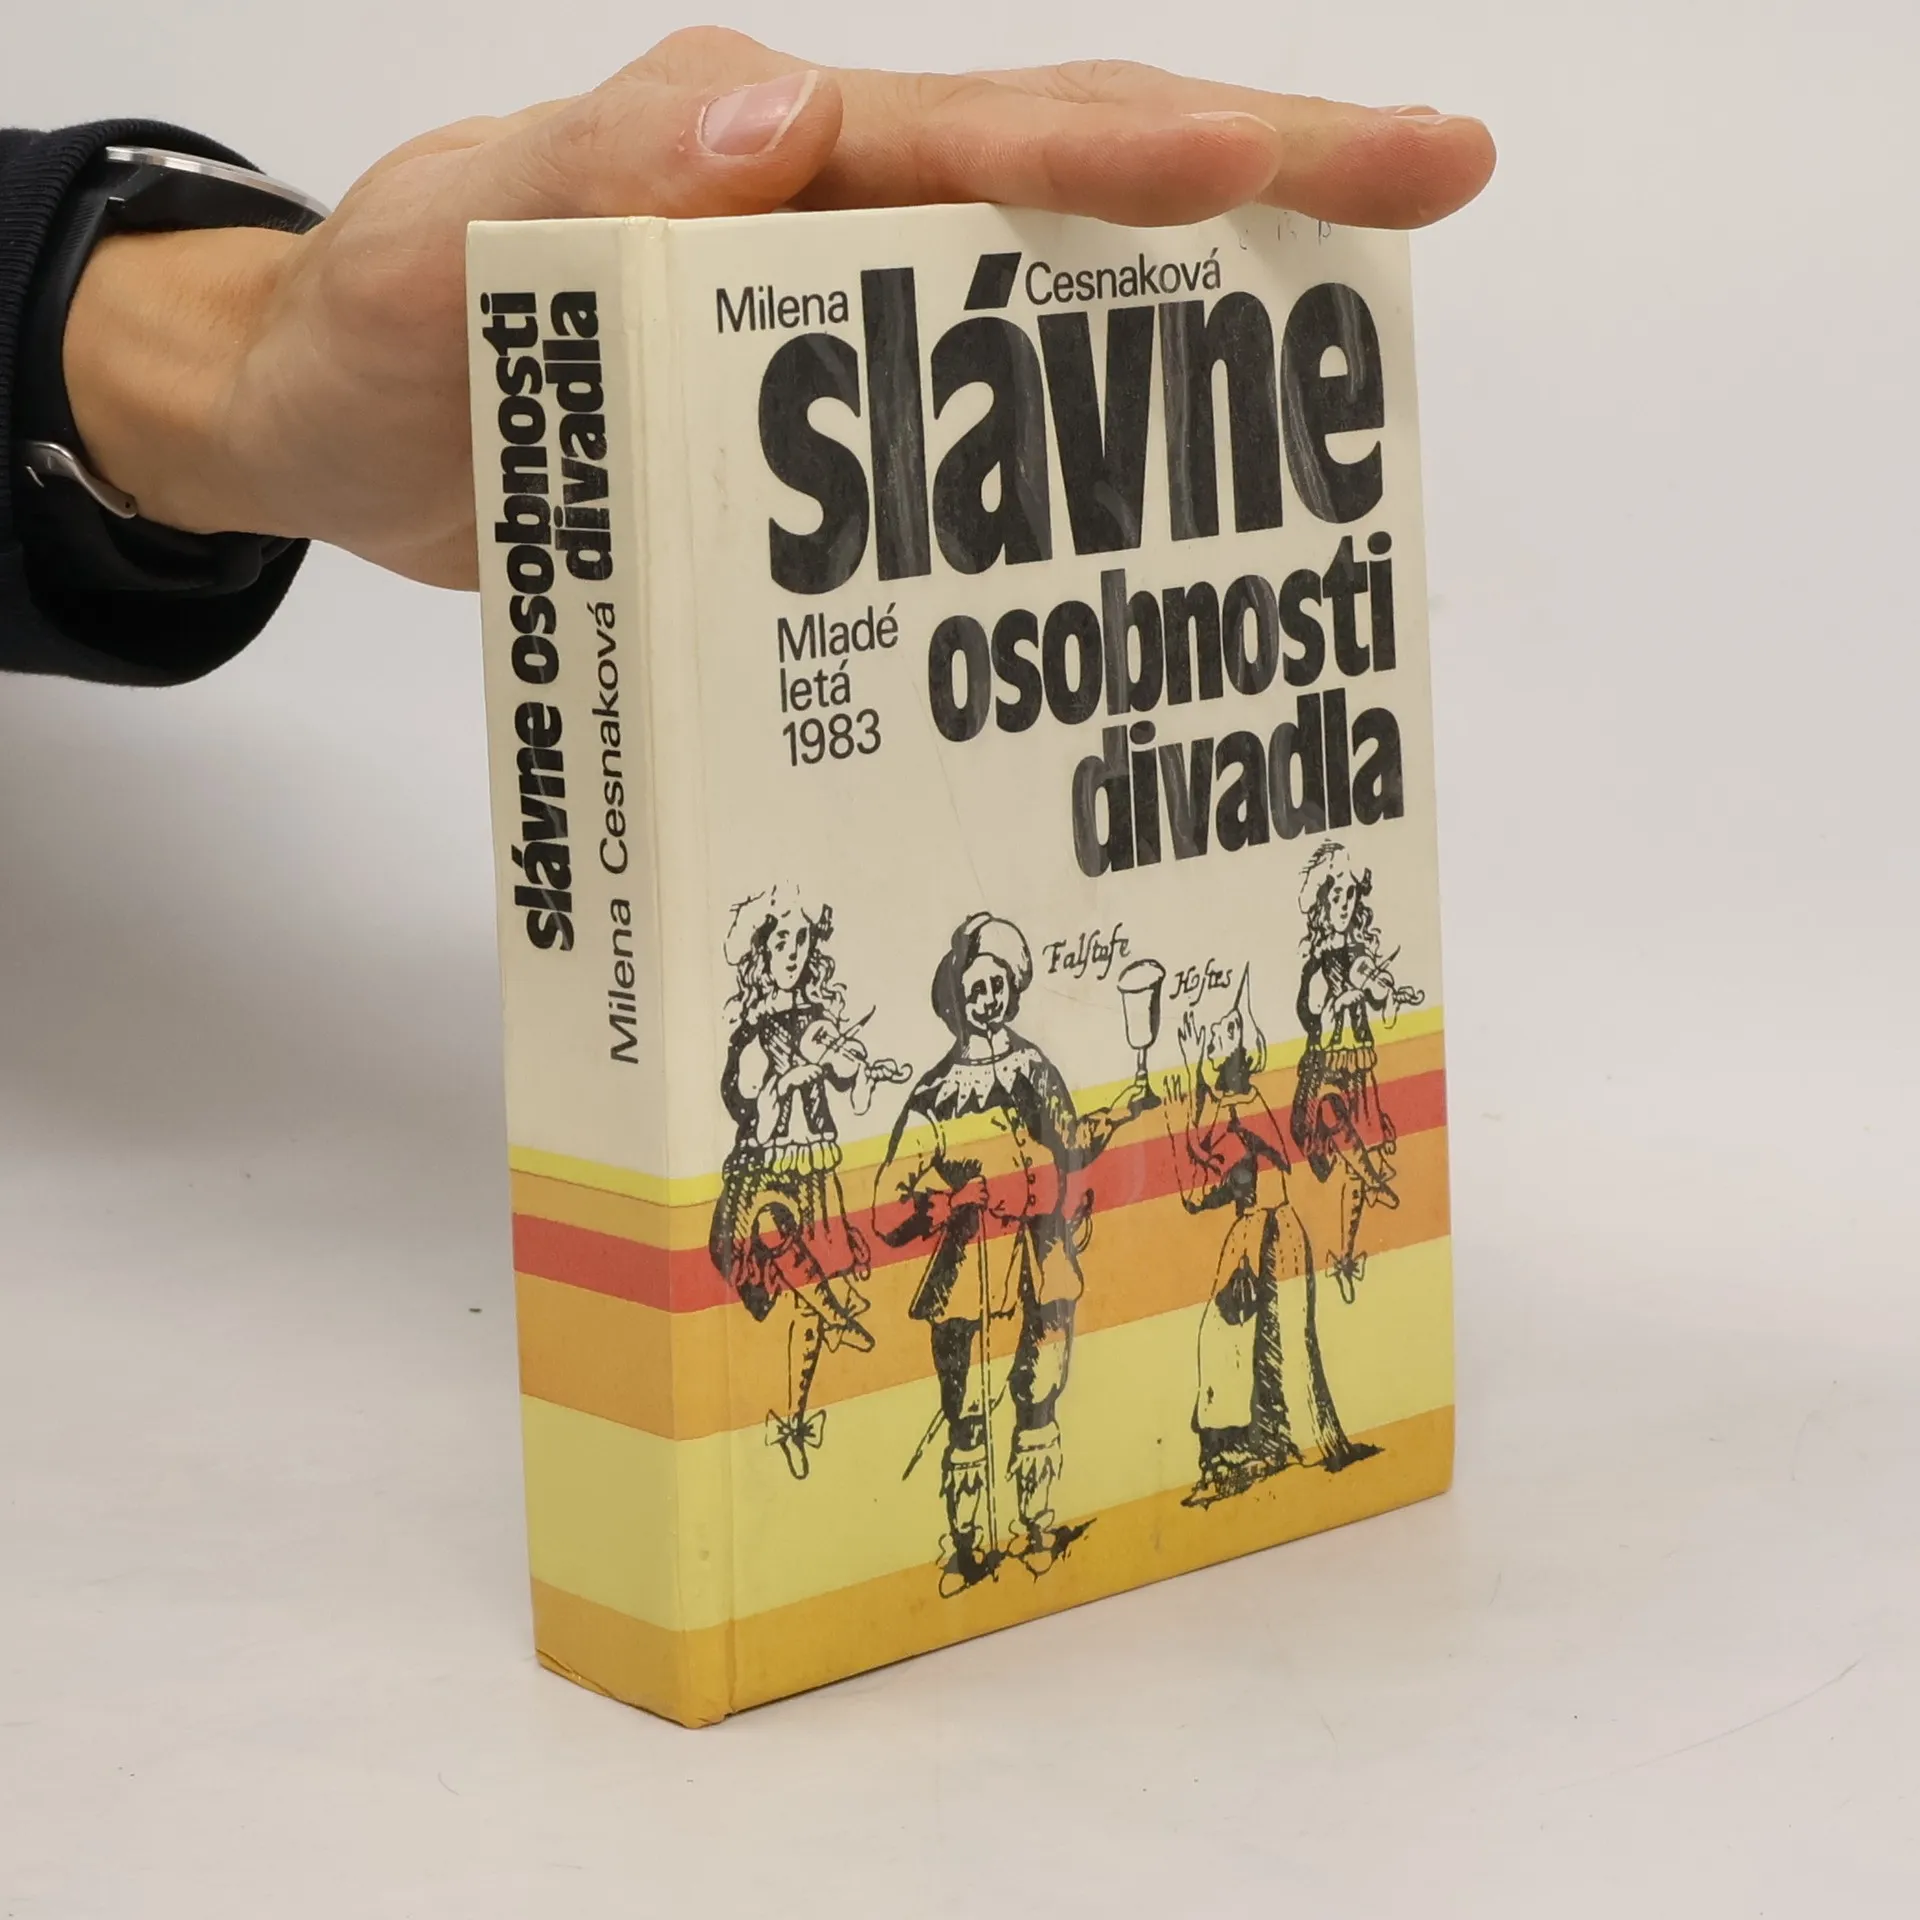 slávne osobnosti
divadla
Milena Cesnaková
Milena Cesnaková
slávne
Mladé
letá
1983
osobnosti
divadla
Falstafe
Hostes